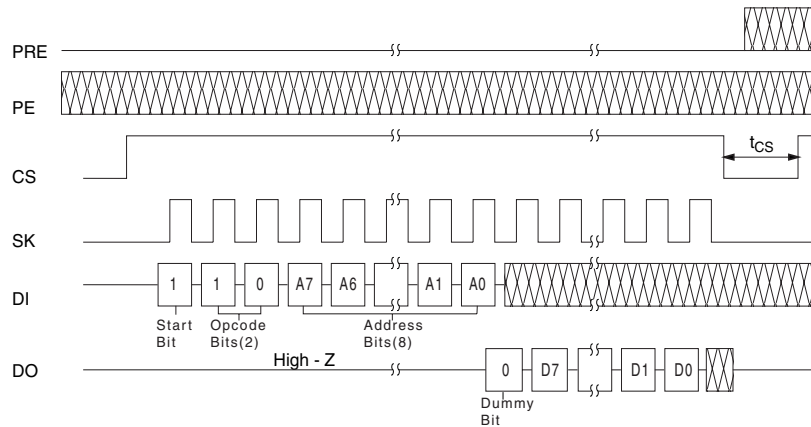 PRE
PE
CS
tCS
SK
DI
1 1 0 A7 A6 A1 A0
Start
Bit
Opcode
Bits(2)
Address
Bits(8)
DO
High - Z
0 D7 D1 D0
Dummy
Bit